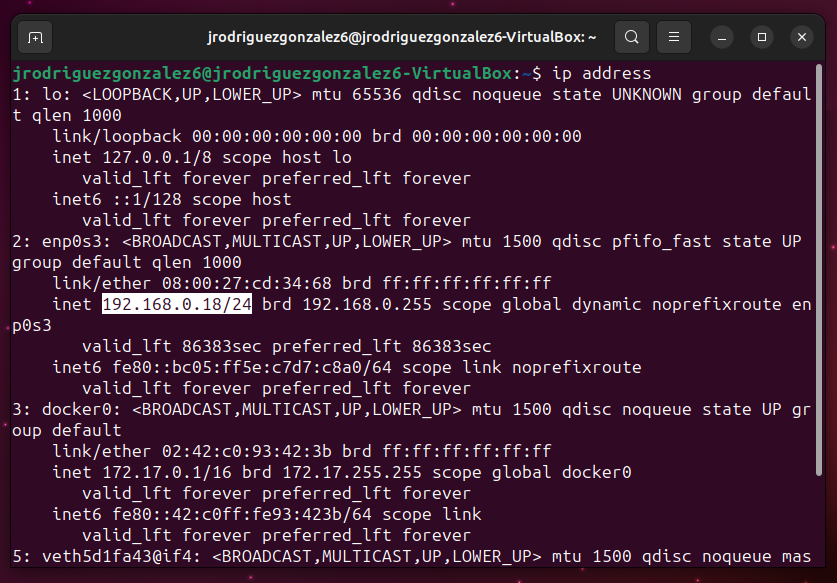 jrodriguezgonzalez6@jrodriguezgonzalez6-VirtualBox: ~
jrodriguezgonzalez6@jrodriguezgonzalez6-VirtualBox:~$ ip address
1: lo: <LOOPBACK,UP,LOWER_UP> mtu 65536 qdisc noqueue state UNKNOWN group defaul
t qlen 1000
    link/loopback 00:00:00:00:00:00 brd 00:00:00:00:00:00
    inet 127.0.0.1/8 scope host lo
       valid_lft forever preferred_lft forever
    inet6 ::1/128 scope host
       valid_lft forever preferred_lft forever
2: enp0s3: <BROADCAST,MULTICAST,UP,LOWER_UP> mtu 1500 qdisc pfifo_fast state UP
group default qlen 1000
    link/ether 08:00:27:cd:34:68 brd ff:ff:ff:ff:ff:ff
    inet 192.168.0.18/24 brd 192.168.0.255 scope global dynamic noprefixroute en
p0s3
       valid_lft 86383sec preferred_lft 86383sec
    inet6 fe80::bc05:ff5e:c7d7:c8a0/64 scope link noprefixroute
       valid_lft forever preferred_lft forever
3: docker0: <BROADCAST,MULTICAST,UP,LOWER_UP> mtu 1500 qdisc noqueue state UP gr
oup default
    link/ether 02:42:c0:93:42:3b brd ff:ff:ff:ff:ff:ff
    inet 172.17.0.1/16 brd 172.17.255.255 scope global docker0
       valid_lft forever preferred_lft forever
    inet6 fe80::42:c0ff:fe93:423b/64 scope link
       valid_lft forever preferred_lft forever
5: veth5d1fa43@if4: <BROADCAST,MULTICAST,UP,LOWER_UP> mtu 1500 qdisc noqueue mas